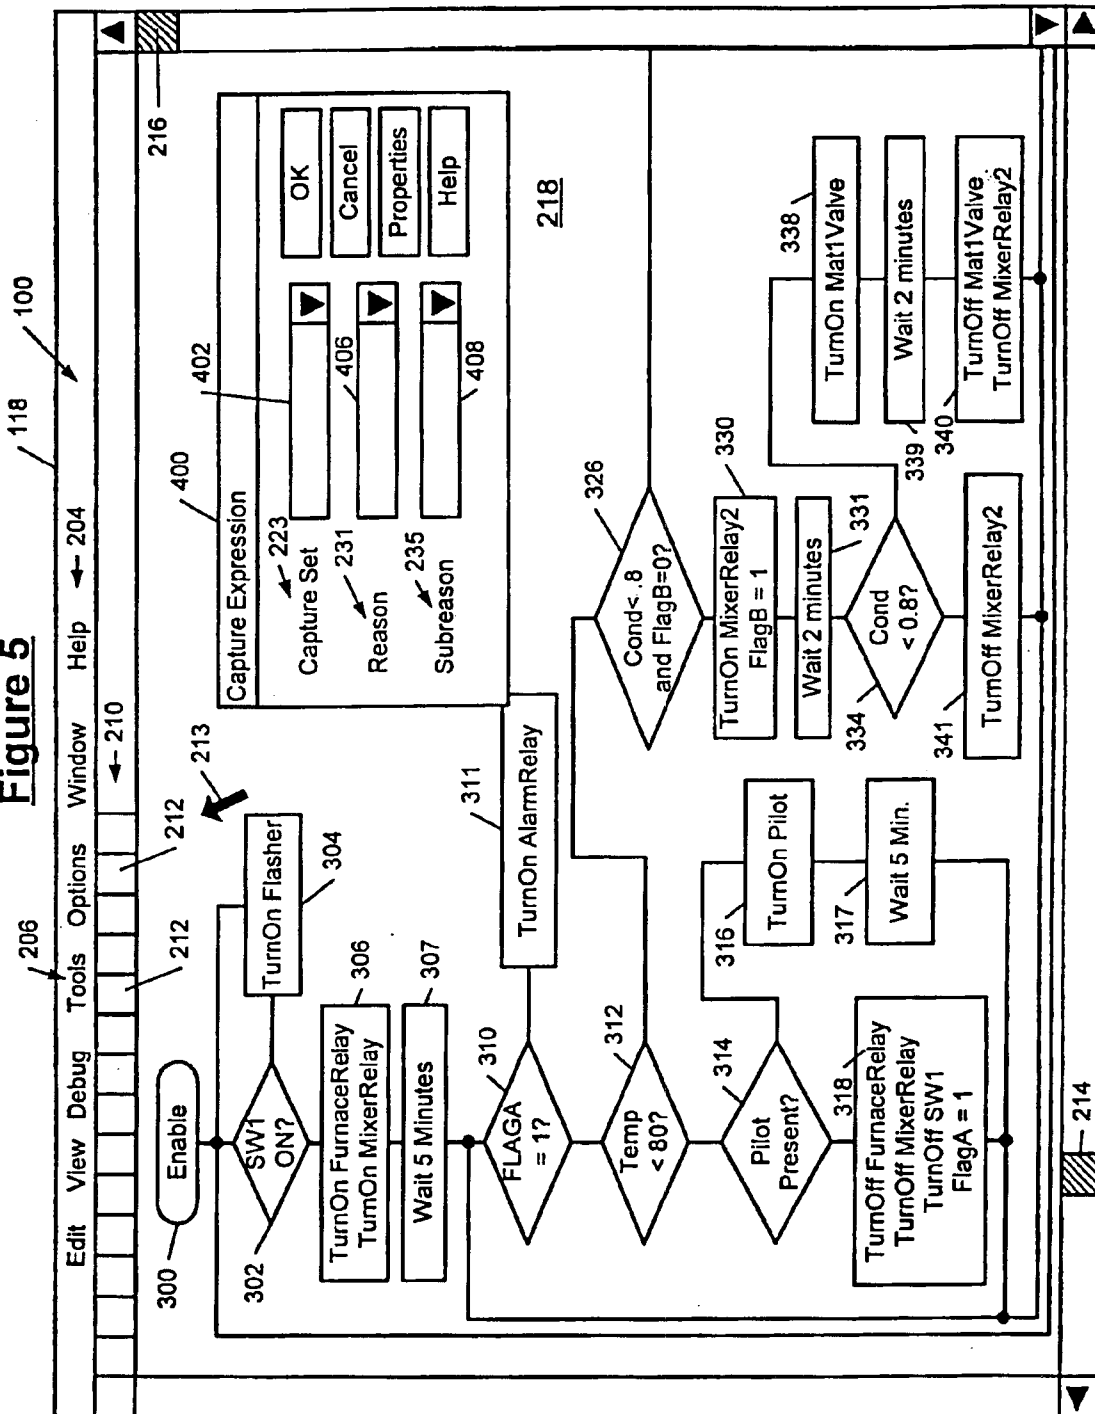 Figure 5
118
100
Edit View Debug Tools Options Window Help
206
204
210
212
212
213
216
300
Enable
302
SW1
ON?
TurnOn Flasher
304
TurnOn FurnaceRelay
TurnOn MixerRelay
306
Wait 5 Minutes
307
FLAGA
= 1?
310
TurnOn AlarmRelay
311
Temp
< 80?
312
Pilot
Present?
314
TurnOn Pilot
316
Wait 5 Min.
317
318
TurnOff FurnaceRelay
TurnOff MixerRelay
TurnOff SW1
FlagA = 1
Capture Expression
400
Capture Set
223
402
OK
Reason
231
406
Cancel
Subreason
235
408
Properties
Help
218
Cond< .8
and FlagB=0?
326
TurnOn MixerRelay2
FlagB = 1
330
Wait 2 minutes
331
Cond
< 0.8?
334
TurnOff MixerRelay2
341
TurnOn Mat1Valve
338
Wait 2 minutes
339
TurnOff Mat1Valve
TurnOff MixerRelay2
340
214